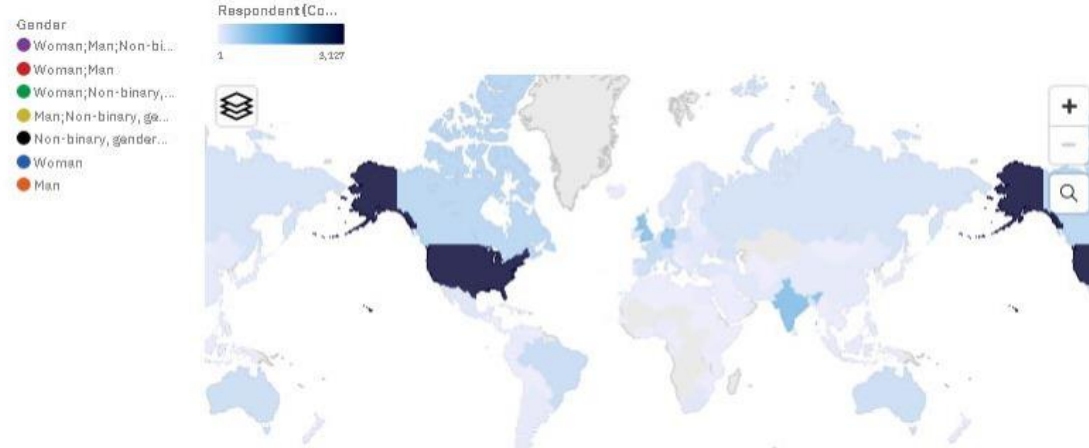 Gender
Woman;Man;Non-bi...
Woman;Man
Woman;Non-binary,...
Man;Non-binary, ge...
Non-binary, gender...
Woman
Man
Respondent (Co...
1 3,127
+
−